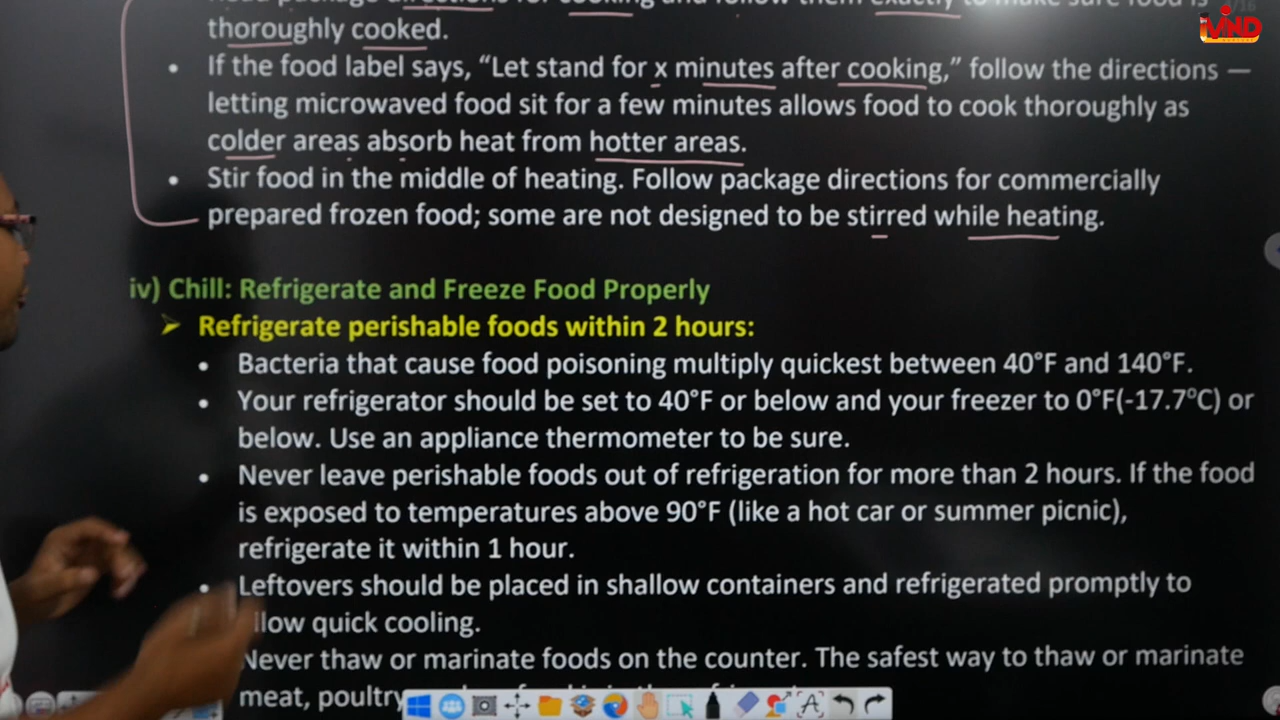 thoroughly cooked.
• If the food label says, “Let stand for x minutes after cooking,” follow the directions —
letting microwaved food sit for a few minutes allows food to cook thoroughly as
colder areas absorb heat from hotter areas.
• Stir food in the middle of heating. Follow package directions for commercially
prepared frozen food; some are not designed to be stirred while heating.
iv) Chill: Refrigerate and Freeze Food Properly
➤ Refrigerate perishable foods within 2 hours:
• Bacteria that cause food poisoning multiply quickest between 40°F and 140°F.
• Your refrigerator should be set to 40°F or below and your freezer to 0°F(-17.7°C) or
below. Use an appliance thermometer to be sure.
• Never leave perishable foods out of refrigeration for more than 2 hours. If the food
is exposed to temperatures above 90°F (like a hot car or summer picnic),
refrigerate it within 1 hour.
• Leftovers should be placed in shallow containers and refrigerated promptly to
llow quick cooling.
Never thaw or marinate foods on the counter. The safest way to thaw or marinate
meat, poultry